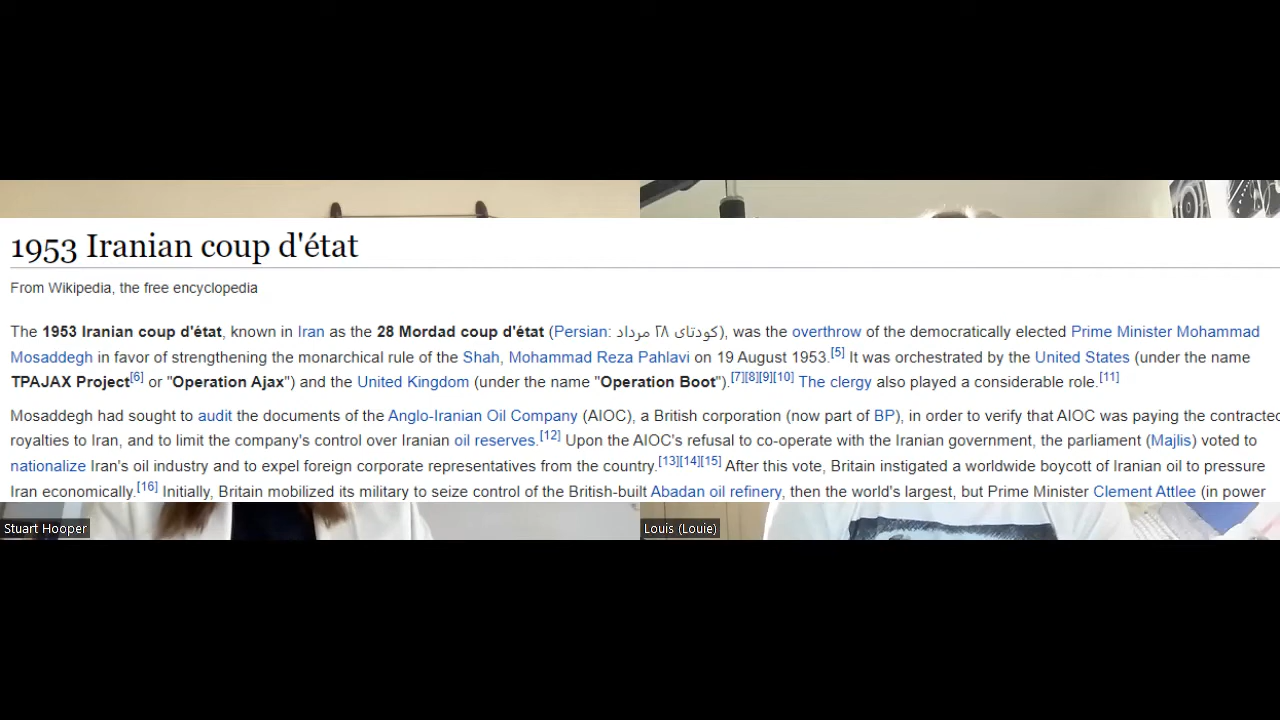 1953 Iranian coup d'état
From Wikipedia, the free encyclopedia
The 1953 Iranian coup d'état, known in Iran as the 28 Mordad coup d'état (Persian: کودتای ۲۸ مرداد), was the overthrow of the democratically elected Prime Minister Mohammad
Mosaddegh in favor of strengthening the monarchical rule of the Shah, Mohammad Reza Pahlavi on 19 August 1953.[5] It was orchestrated by the United States (under the name
TPAJAX Project[6] or "Operation Ajax") and the United Kingdom (under the name "Operation Boot").[7][8][9][10] The clergy also played a considerable role.[11]
Mosaddegh had sought to audit the documents of the Anglo-Iranian Oil Company (AIOC), a British corporation (now part of BP), in order to verify that AIOC was paying the contracted
royalties to Iran, and to limit the company's control over Iranian oil reserves.[12] Upon the AIOC's refusal to co-operate with the Iranian government, the parliament (Majlis) voted to
nationalize Iran's oil industry and to expel foreign corporate representatives from the country.[13][14][15] After this vote, Britain instigated a worldwide boycott of Iranian oil to pressure
Iran economically.[16] Initially, Britain mobilized its military to seize control of the British-built Abadan oil refinery, then the world's largest, but Prime Minister Clement Attlee (in power
Stuart Hooper
Louis (Louie)